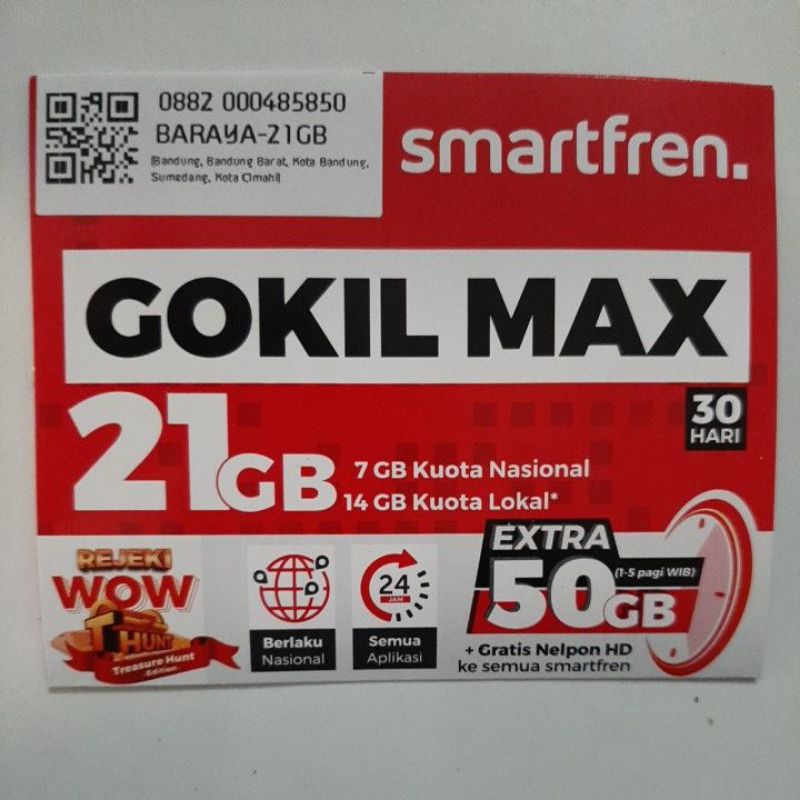 0882 000485850
BARAYA-21GB
(Bandung, Bandung Barat, Kota Bandung,
Sumedang, Kota Cimahi)
smartfren.
GOKIL MAX
21GB
30
HARI
7 GB Kuota Nasional
14 GB Kuota Lokal*
EXTRA
50GB
(1-5 pagi WIB)
+ Gratis Nelpon HD
ke semua smartfren
REJEKI
WOW
T HUNT
Treasure Hunt
Edition
Berlaku
Nasional
24
JAM
Semua
Aplikasi